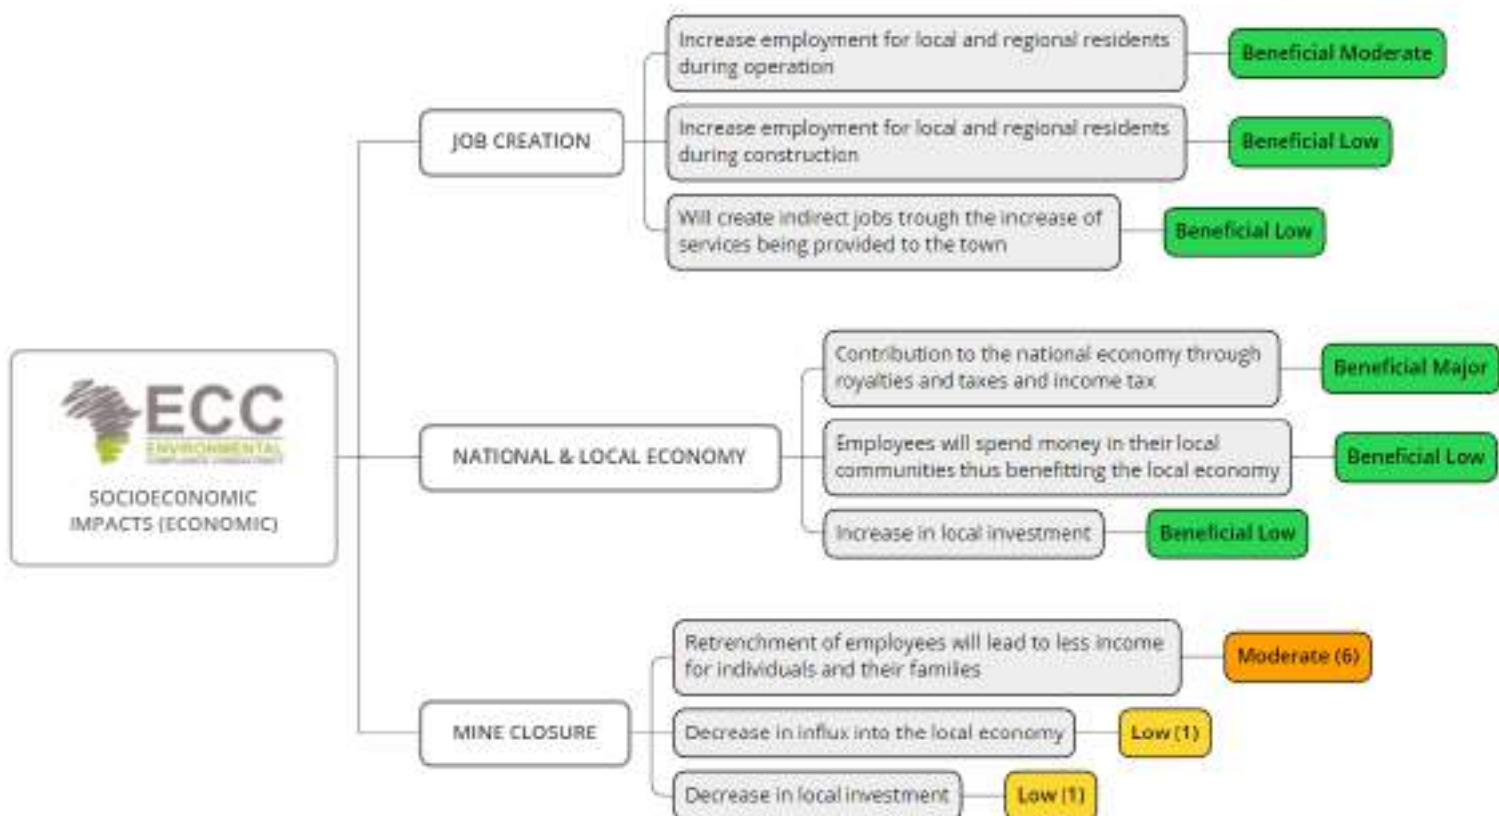 Increase employment for local and regional residents
during operation
Beneficial Moderate
JOB CREATION
Increase employment for local and regional residents
during construction
Beneficial Low
Will create indirect jobs trough the increase of
services being provided to the town
Beneficial Low
ECC
ENVIRONMENTAL
COMPLIANCE CONSULTANCY
SOCIOECONOMIC
IMPACTS (ECONOMIC)
NATIONAL & LOCAL ECONOMY
Contribution to the national economy through
royalties and taxes and income tax
Beneficial Major
Employees will spend money in their local
communities thus benefitting the local economy
Beneficial Low
Increase in local investment
Beneficial Low
MINE CLOSURE
Retrenchment of employees will lead to less income
for individuals and their families
Moderate (6)
Decrease in influx into the local economy
Low (1)
Decrease in local investment
Low (1)